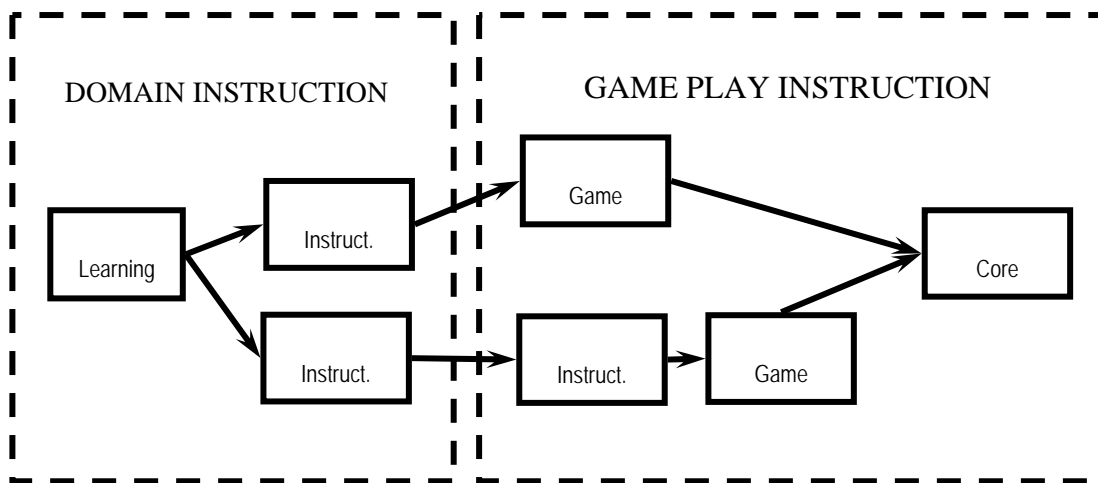 DOMAIN INSTRUCTION
GAME PLAY INSTRUCTION
Learning
Instruct.
Instruct.
Game
Instruct.
Game
Core